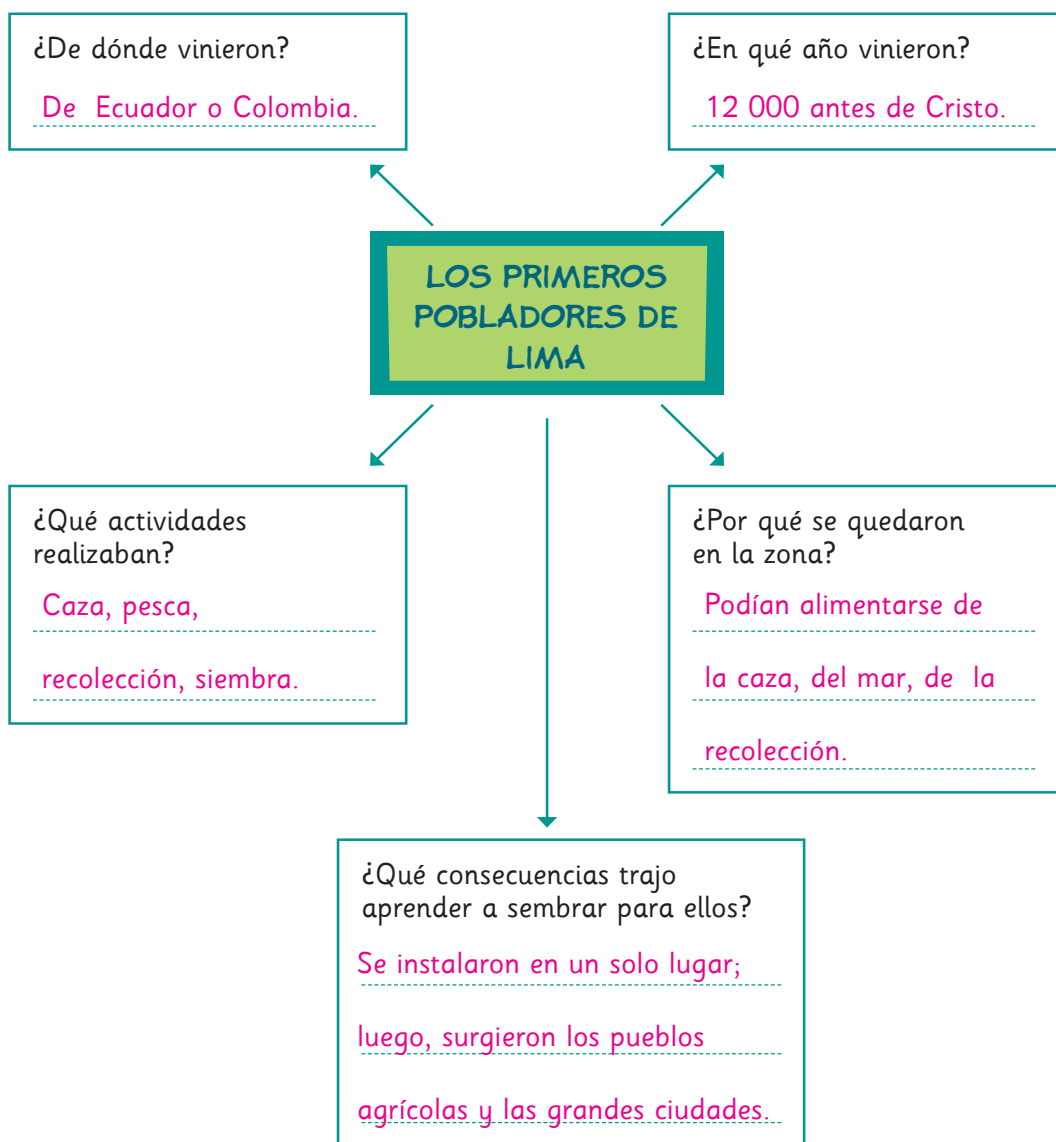 ¿De dónde vinieron?
De Ecuador o Colombia.
¿En qué año vinieron?
12 000 antes de Cristo.
LOS PRIMEROS
POBLADORES DE
LIMA
¿Qué actividades
realizaban?
Caza, pesca,
recolección, siembra.
¿Por qué se quedaron
en la zona?
Podían alimentarse de
la caza, del mar, de la
recolección.
¿Qué consecuencias trajo
aprender a sembrar para ellos?
Se instalaron en un solo lugar;
luego, surgieron los pueblos
agrícolas y las grandes ciudades.